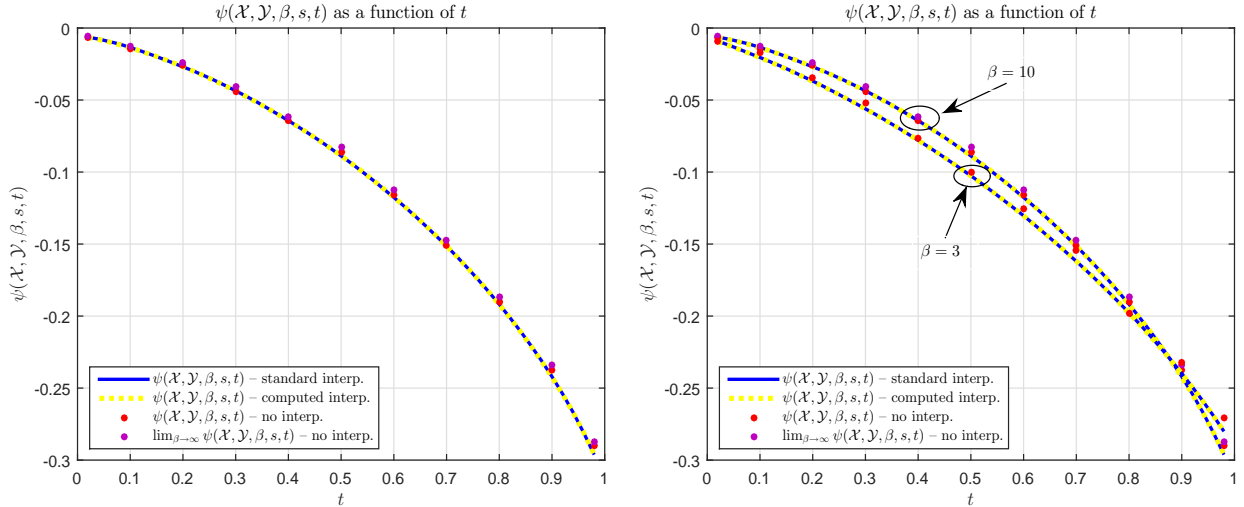 ψ(𝒳, 𝒴, β, s, t) as a function of t
0
-0.05
-0.1
-0.15
-0.2
-0.25
-0.3
ψ(𝒳, 𝒴, β, s, t)
ψ(𝒳, 𝒴, β, s, t) – standard interp.
ψ(𝒳, 𝒴, β, s, t) – computed interp.
ψ(𝒳, 𝒴, β, s, t) – no interp.
lim_{β→∞} ψ(𝒳, 𝒴, β, s, t) – no interp.
0 0.1 0.2 0.3 0.4 0.5 0.6 0.7 0.8 0.9 1
t
ψ(𝒳, 𝒴, β, s, t) as a function of t
0
-0.05
-0.1
-0.15
-0.2
-0.25
-0.3
ψ(𝒳, 𝒴, β, s, t)
β = 10
β = 3
ψ(𝒳, 𝒴, β, s, t) – standard interp.
ψ(𝒳, 𝒴, β, s, t) – computed interp.
ψ(𝒳, 𝒴, β, s, t) – no interp.
lim_{β→∞} ψ(𝒳, 𝒴, β, s, t) – no interp.
0 0.1 0.2 0.3 0.4 0.5 0.6 0.7 0.8 0.9 1
t